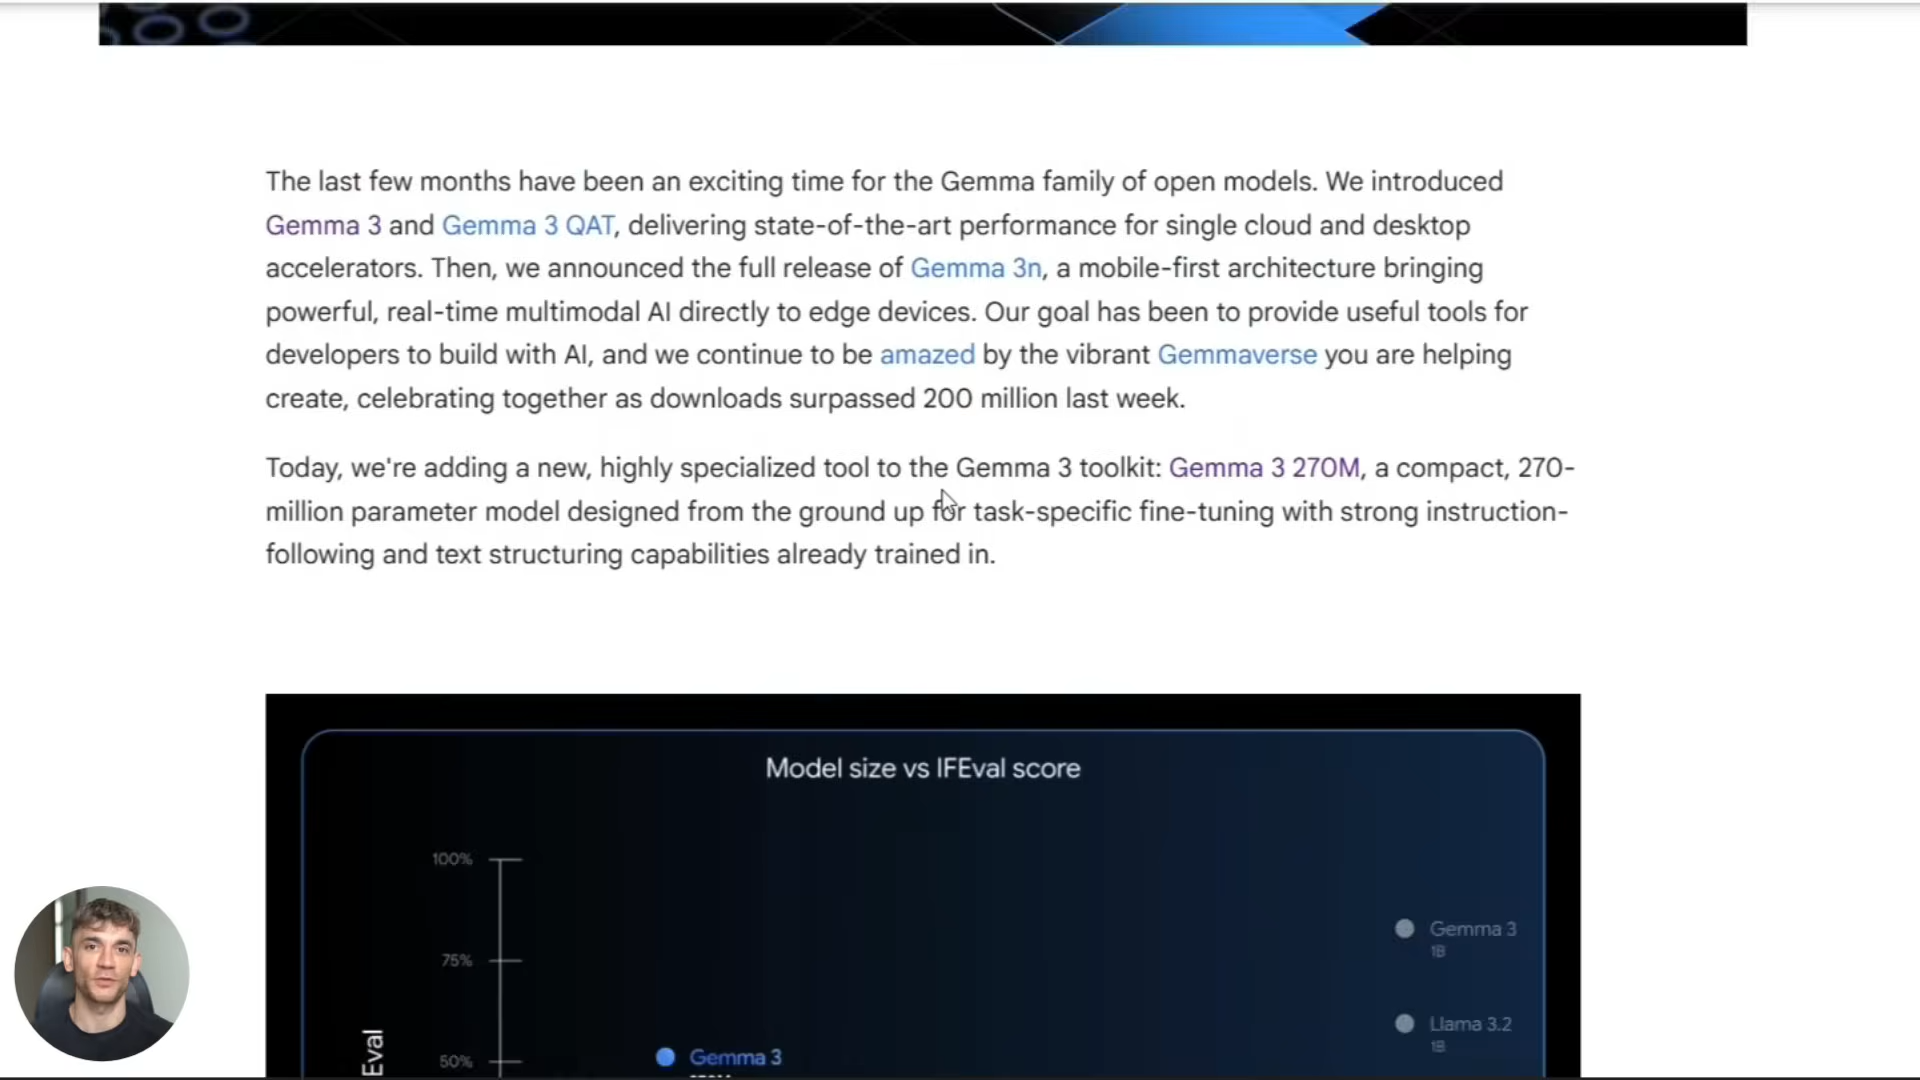 The last few months have been an exciting time for the Gemma family of open models. We introduced
Gemma 3 and Gemma 3 QAT, delivering state-of-the-art performance for single cloud and desktop
accelerators. Then, we announced the full release of Gemma 3n, a mobile-first architecture bringing
powerful, real-time multimodal AI directly to edge devices. Our goal has been to provide useful tools for
developers to build with AI, and we continue to be amazed by the vibrant Gemmaverse you are helping
create, celebrating together as downloads surpassed 200 million last week.
Today, we're adding a new, highly specialized tool to the Gemma 3 toolkit: Gemma 3 270M, a compact, 270-
million parameter model designed from the ground up for task-specific fine-tuning with strong instruction-
following and text structuring capabilities already trained in.
Model size vs IFEval score
100%
Gemma 3
1B
75%
Llama 3.2
1B
Eval
50%
Gemma 3